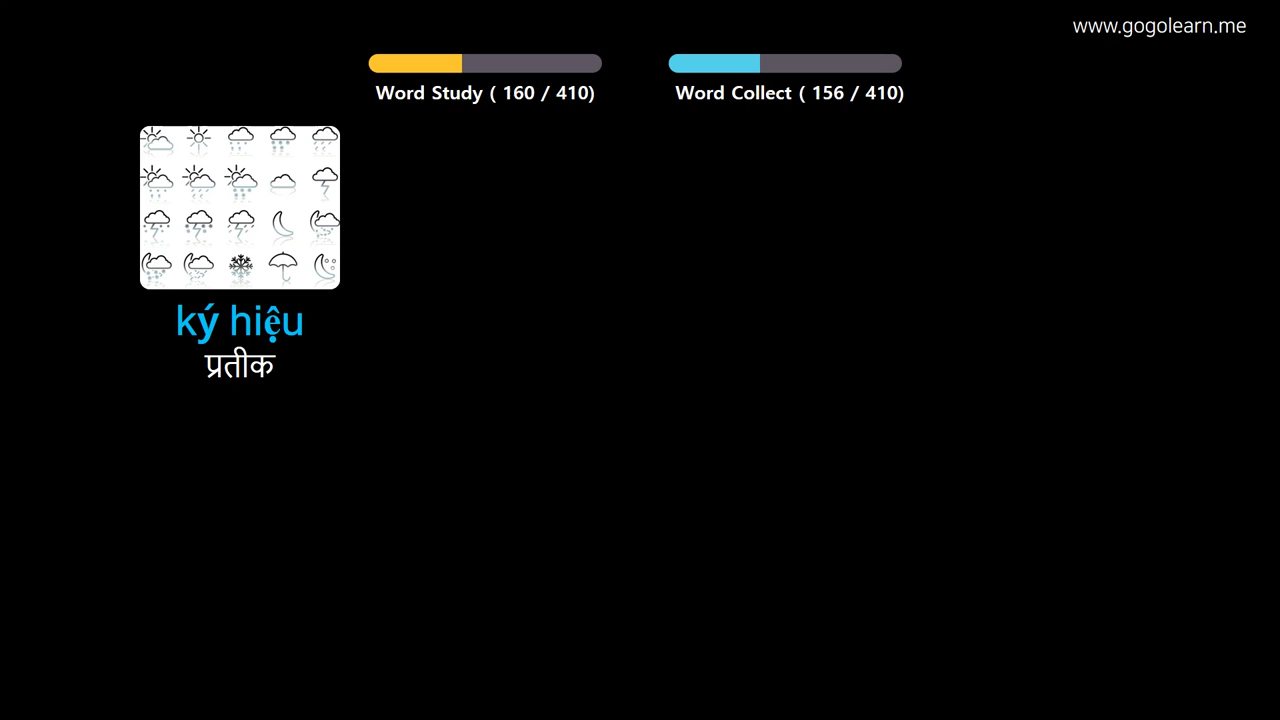 www.gogolearn.me
Word Study ( 160 / 410)
Word Collect ( 156 / 410)
ký hiệu
प्रतीक